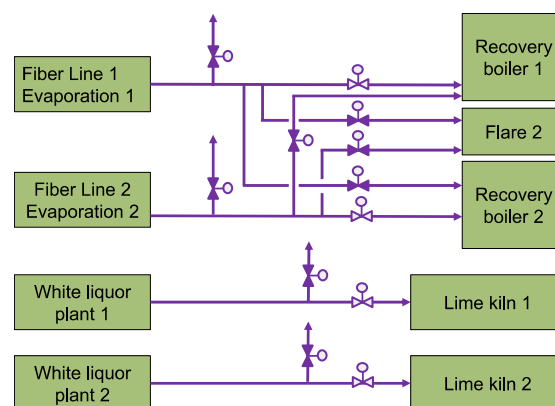 Fiber Line 1
Evaporation 1
Recovery
boiler 1
Flare 2
Fiber Line 2
Evaporation 2
Recovery
boiler 2
White liquor
plant 1
Lime kiln 1
White liquor
plant 2
Lime kiln 2